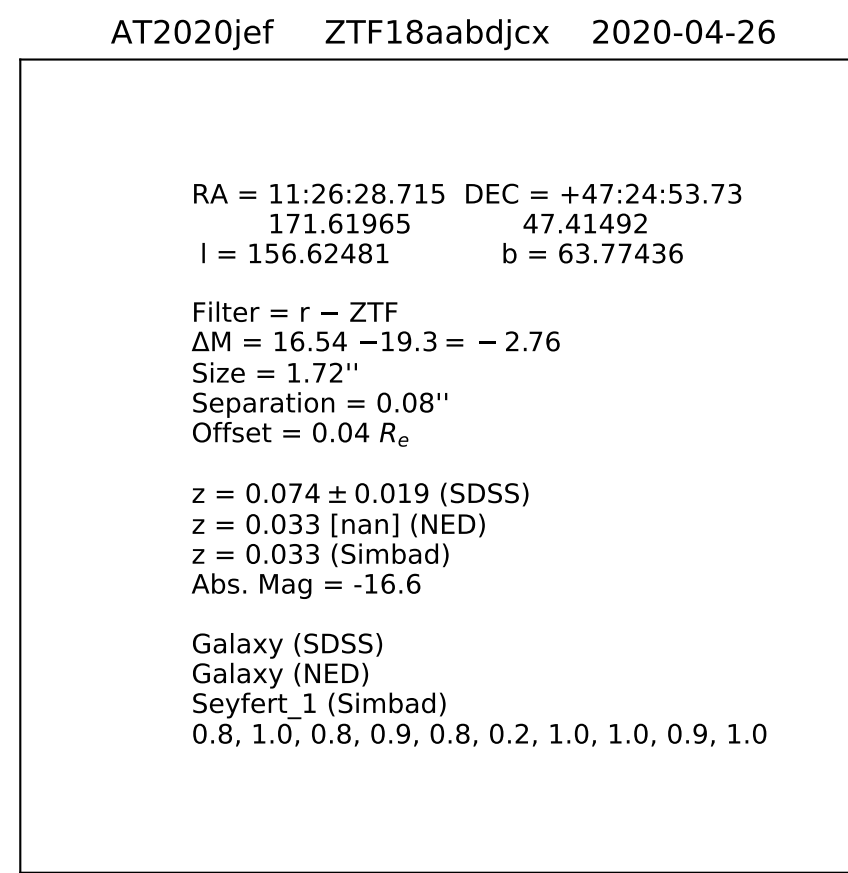 AT2020jef ZTF18aabdjcx 2020-04-26
RA = 11:26:28.715 DEC = +47:24:53.73
171.61965 47.41492
l = 156.62481 b = 63.77436
Filter = r − ZTF
ΔM = 16.54 −19.3 = − 2.76
Size = 1.72''
Separation = 0.08''
Offset = 0.04 Re
z = 0.074 ± 0.019 (SDSS)
z = 0.033 [nan] (NED)
z = 0.033 (Simbad)
Abs. Mag = -16.6
Galaxy (SDSS)
Galaxy (NED)
Seyfert_1 (Simbad)
0.8, 1.0, 0.8, 0.9, 0.8, 0.2, 1.0, 1.0, 0.9, 1.0